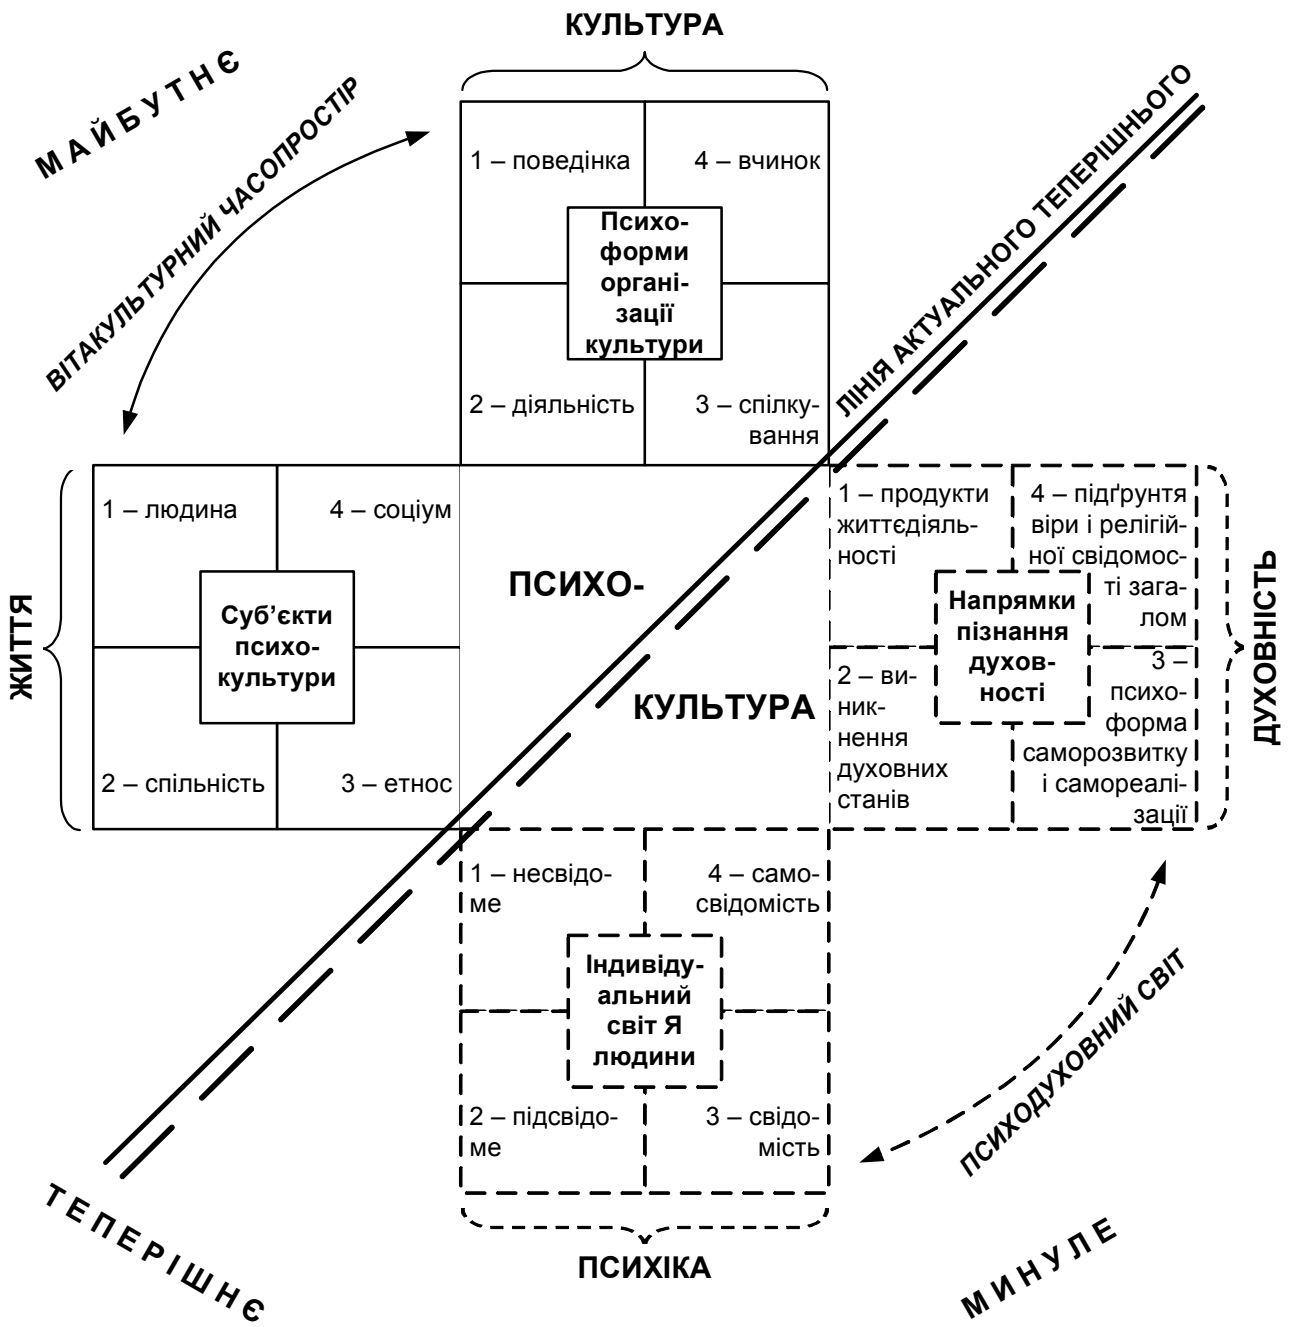 КУЛЬТУРА
МАЙБУТНЄ
ВІТАКУЛЬТУРНИЙ ЧАСОПРОСТІР
ЛІНІЯ АКТУАЛЬНОГО ТЕПЕРІШНЬОГО
1 – поведінка
4 – вчинок
Психо-
форми
органі-
зації
культури
2 – діяльність
3 – спілку-
вання
ЖИТТЯ
1 – людина
4 – соціум
Суб’єкти
психо-
культури
2 – спільність
3 – етнос
ПСИХО-
КУЛЬТУРА
1 – продукти
життєдіяль-
ності
4 – підґрунтя
віри і релігій-
ної свідомос-
ті зага-
лом
Напрямки
пізнання
духов-
ності
2 – ви-
ник-
нення
духовних
станів
3 –
психо-
форма
саморозвитку
і самореалі-
зації
ДУХОВНІСТЬ
1 – несвідо-
ме
4 – само-
свідомість
Індивіду-
альний
світ Я
людини
2 – підсвідо-
ме
3 – свідо-
мість
ПСИХОДУХОВНИЙ СВІТ
ТЕПЕРІШНЄ
ПСИХІКА
МИНУЛЕ